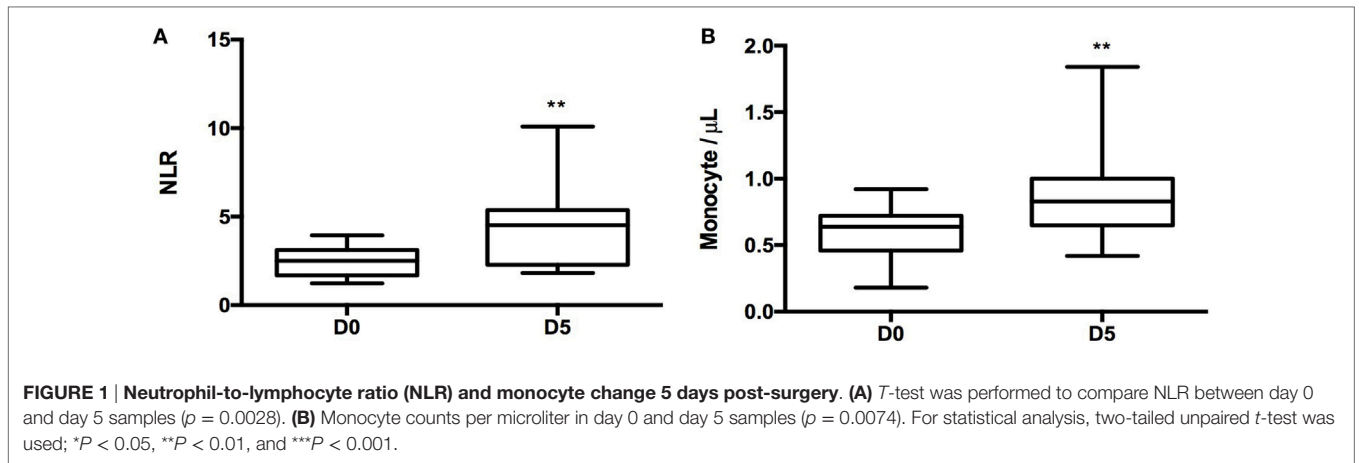 A
15
10
5
0
NLR
**
D0
D5
B
2.0
1.5
1.0
0.5
0.0
Monocyte / μL
**
D0
D5
FIGURE 1 | Neutrophil-to-lymphocyte ratio (NLR) and monocyte change 5 days post-surgery. (A) T-test was performed to compare NLR between day 0
and day 5 samples (p = 0.0028). (B) Monocyte counts per microliter in day 0 and day 5 samples (p = 0.0074). For statistical analysis, two-tailed unpaired t-test was
used; *P < 0.05, **P < 0.01, and ***P < 0.001.